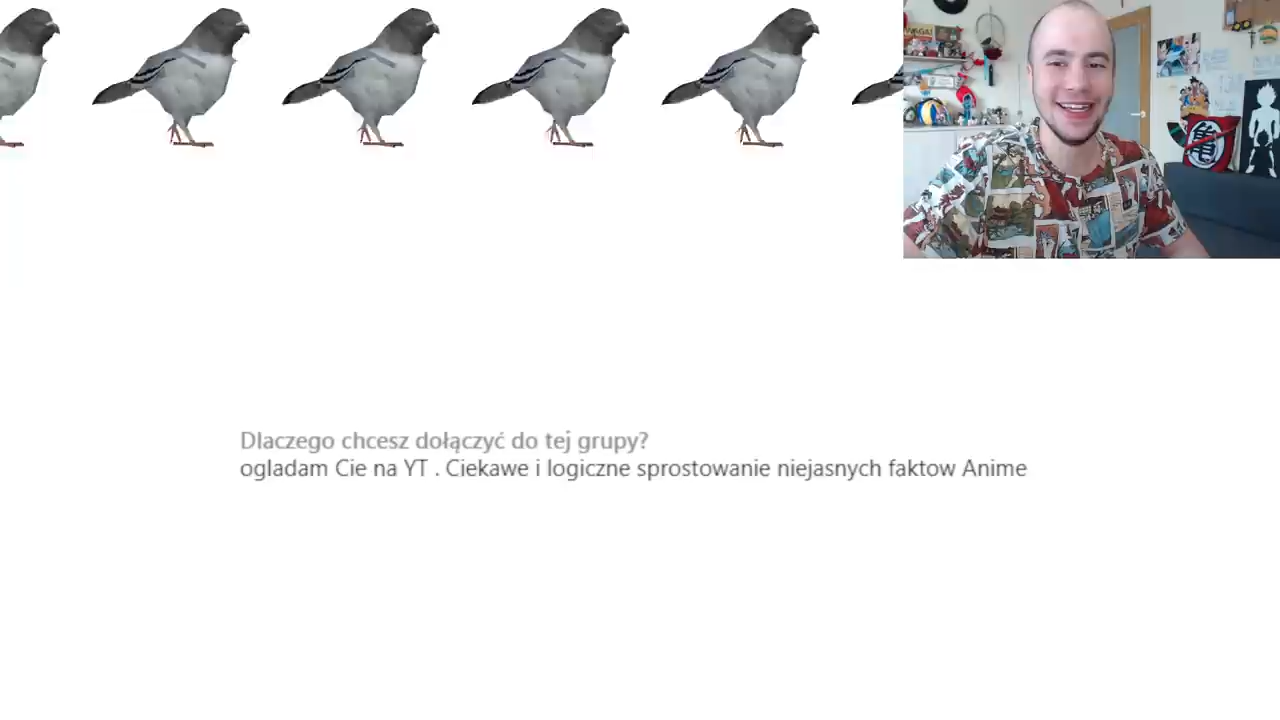 Dlaczego chcesz dołączyć do tej grupy?
ogladam Cie na YT . Ciekawe i logiczne sprostowanie niejasnych faktow Anime